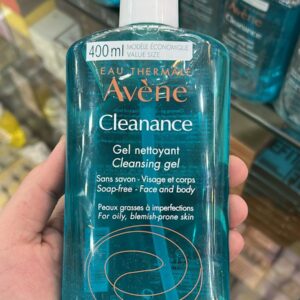 400ml
MODÈLE ÉCONOMIQUE
VALUE SIZE
EAU THERMALE
Avène
Cleanance
Gel nettoyant
Cleansing gel
Sans savon - Visage et corps
Soap-free - Face and body
Peaux grasses à imperfections
For oily, blemish-prone skin
Cleanance